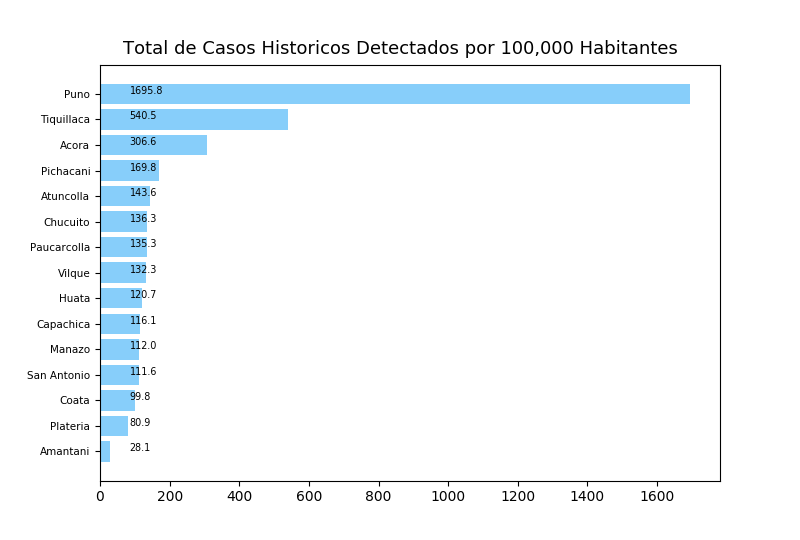 Total de Casos Historicos Detectados por 100,000 Habitantes
Puno 1695.8
Tiquillaca 540.5
Acora 306.6
Pichacani 169.8
Atuncolla 143.6
Chucuito 136.3
Paucarcolla 135.3
Vilque 132.3
Huata 120.7
Capachica 116.1
Manazo 112.0
San Antonio 111.6
Coata 99.8
Plateria 80.9
Amantani 28.1
0 200 400 600 800 1000 1200 1400 1600